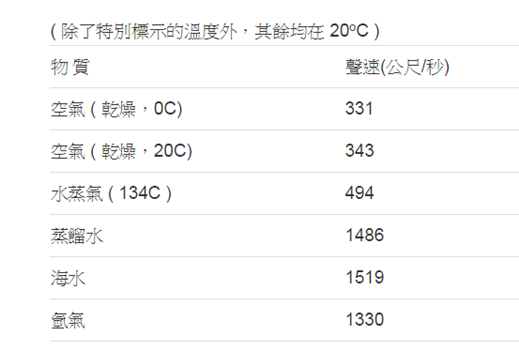 ( 除了特別標示的溫度外，其餘均在 20ºC )
物 質 聲速(公尺/秒)
空氣 ( 乾燥，0C) 331
空氣 ( 乾燥，20C) 343
水蒸氣 ( 134C ) 494
蒸餾水 1486
海水 1519
氫氣 1330